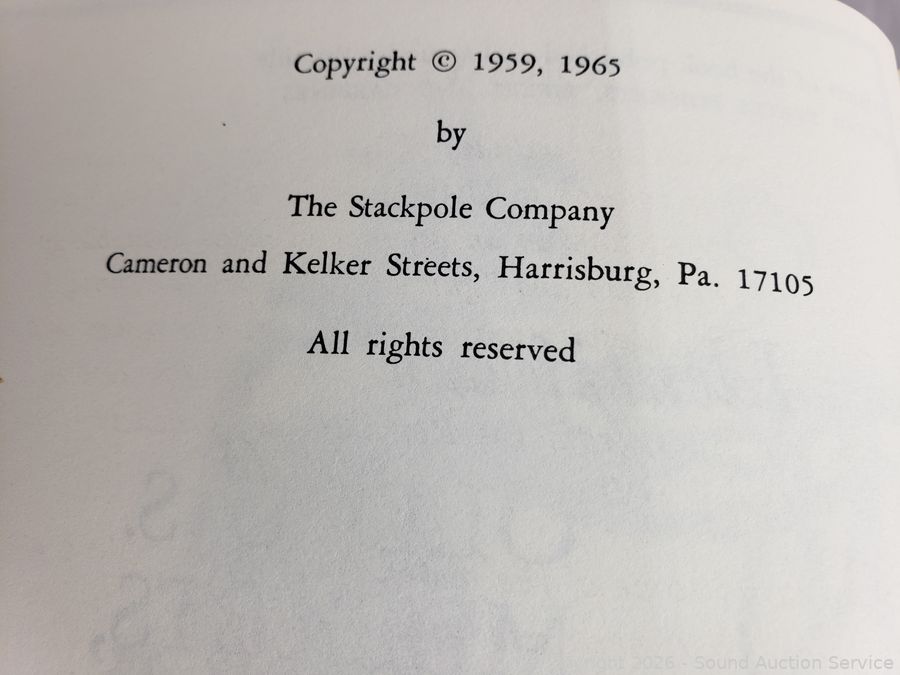 Copyright © 1959, 1965
by
The Stackpole Company
Cameron and Kelker Streets, Harrisburg, Pa. 17105
All rights reserved
2026 - Sound Auction Service